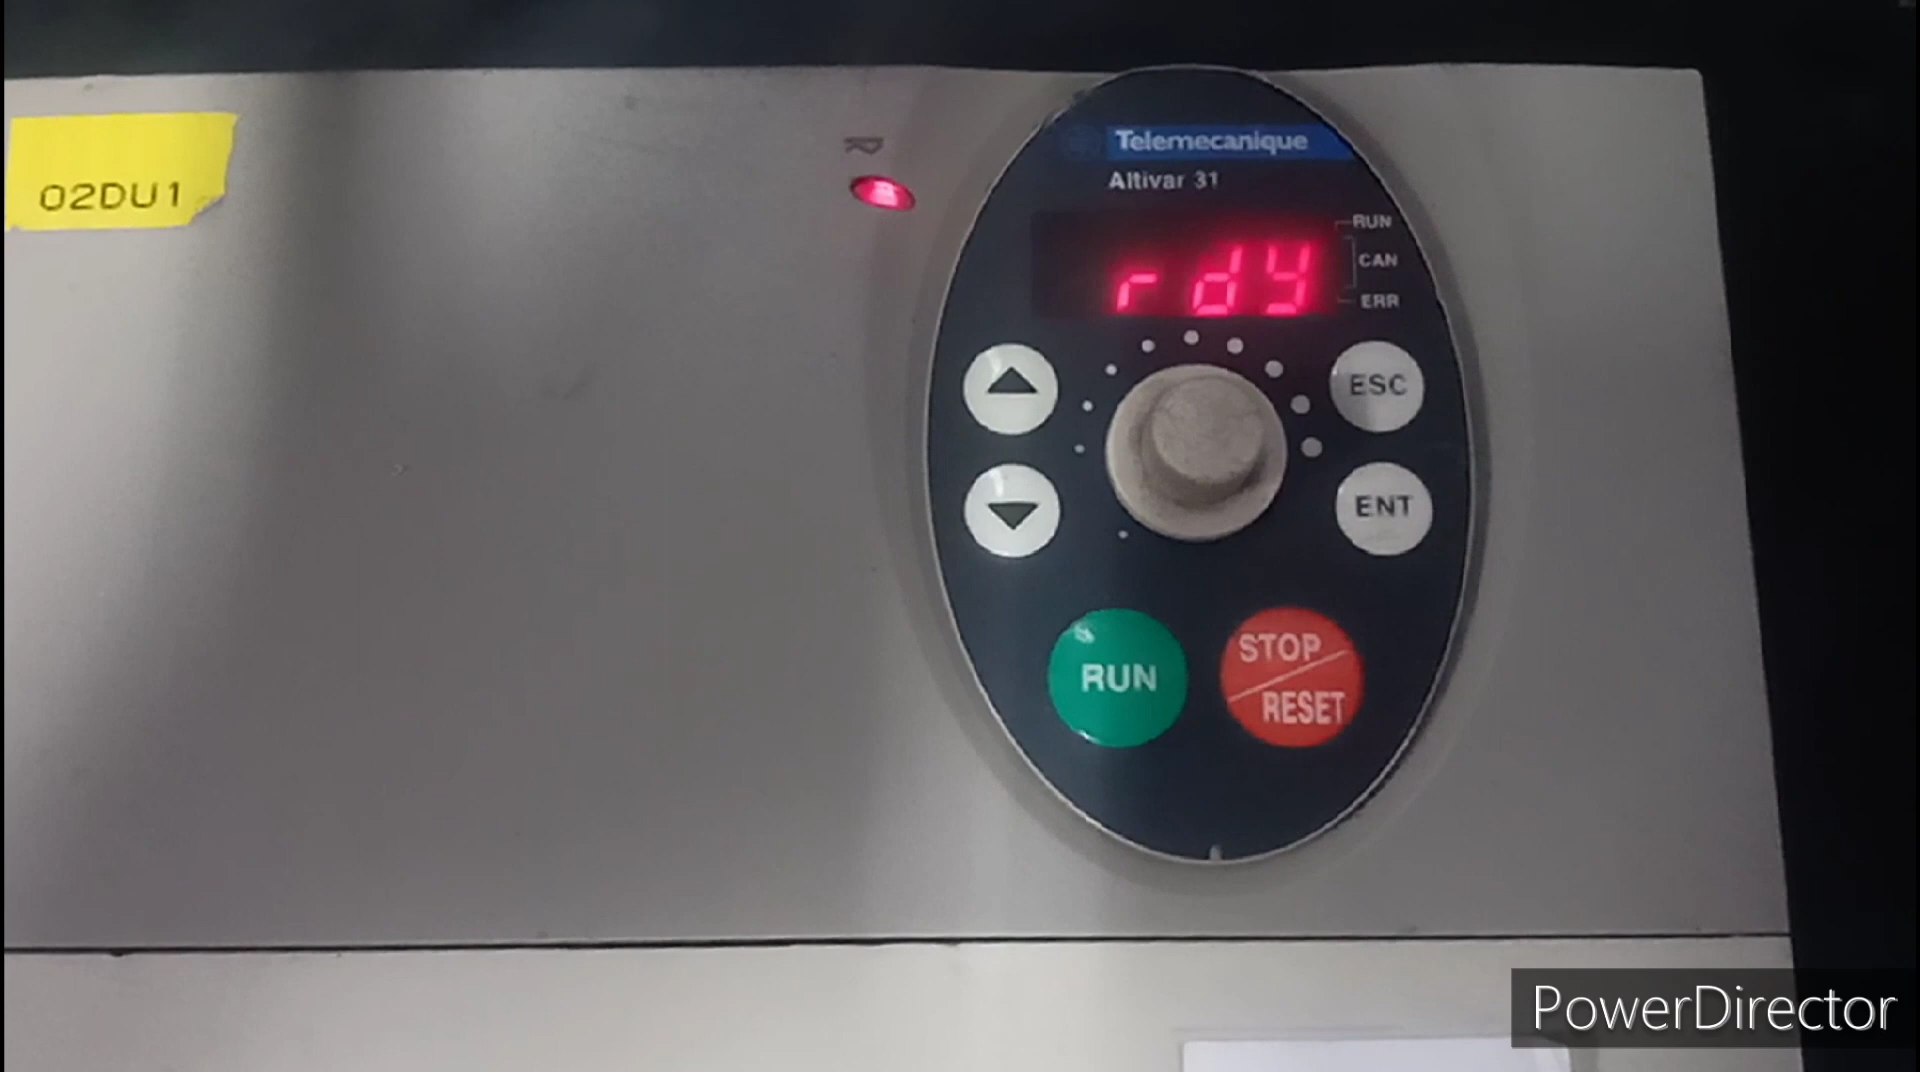 02DU1
R
Telemecanique
Altivar 31
rdy
RUN
CAN
ERR
ESC
ENT
RUN
STOP
RESET
PowerDirector